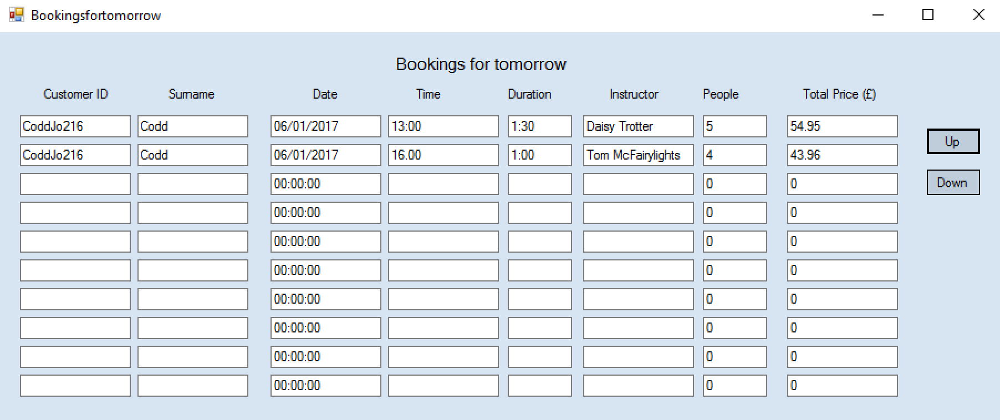 Bookingsfortomorrow
Bookings for tomorrow
Customer ID Surname Date Time Duration Instructor People Total Price (£)
CoddJo216 Codd 06/01/2017 13:00 1:30 Daisy Trotter 5 54.95
Up
CoddJo216 Codd 06/01/2017 16.00 1:00 Tom McFairylights 4 43.96
00:00:00 0 0
Down
00:00:00 0 0
00:00:00 0 0
00:00:00 0 0
00:00:00 0 0
00:00:00 0 0
00:00:00 0 0
00:00:00 0 0